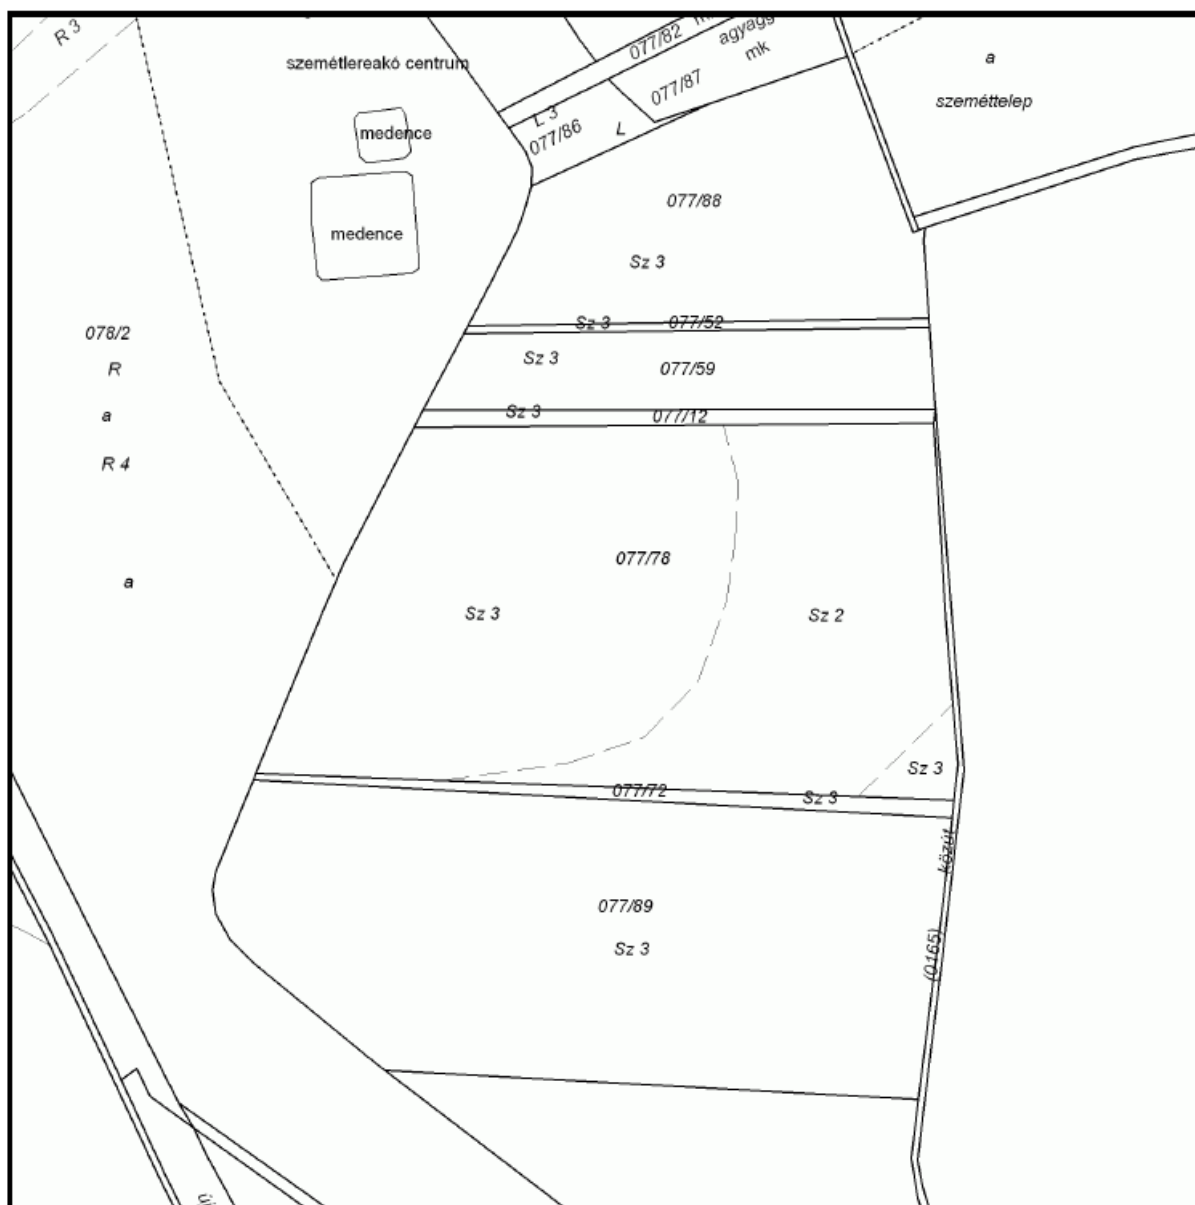 R 3
077/82
agyagg
mk
077/87
a
szeméttelep
szemétlereakó centrum
L 3
077/86
L
medence
medence
077/88
Sz 3
078/2
R
a
R 4
a
Sz 3
077/52
Sz 3
077/59
Sz 3
077/12
077/78
Sz 3
Sz 2
Sz 3
077/72
Sz 3
közút
(0165)
077/89
Sz 3